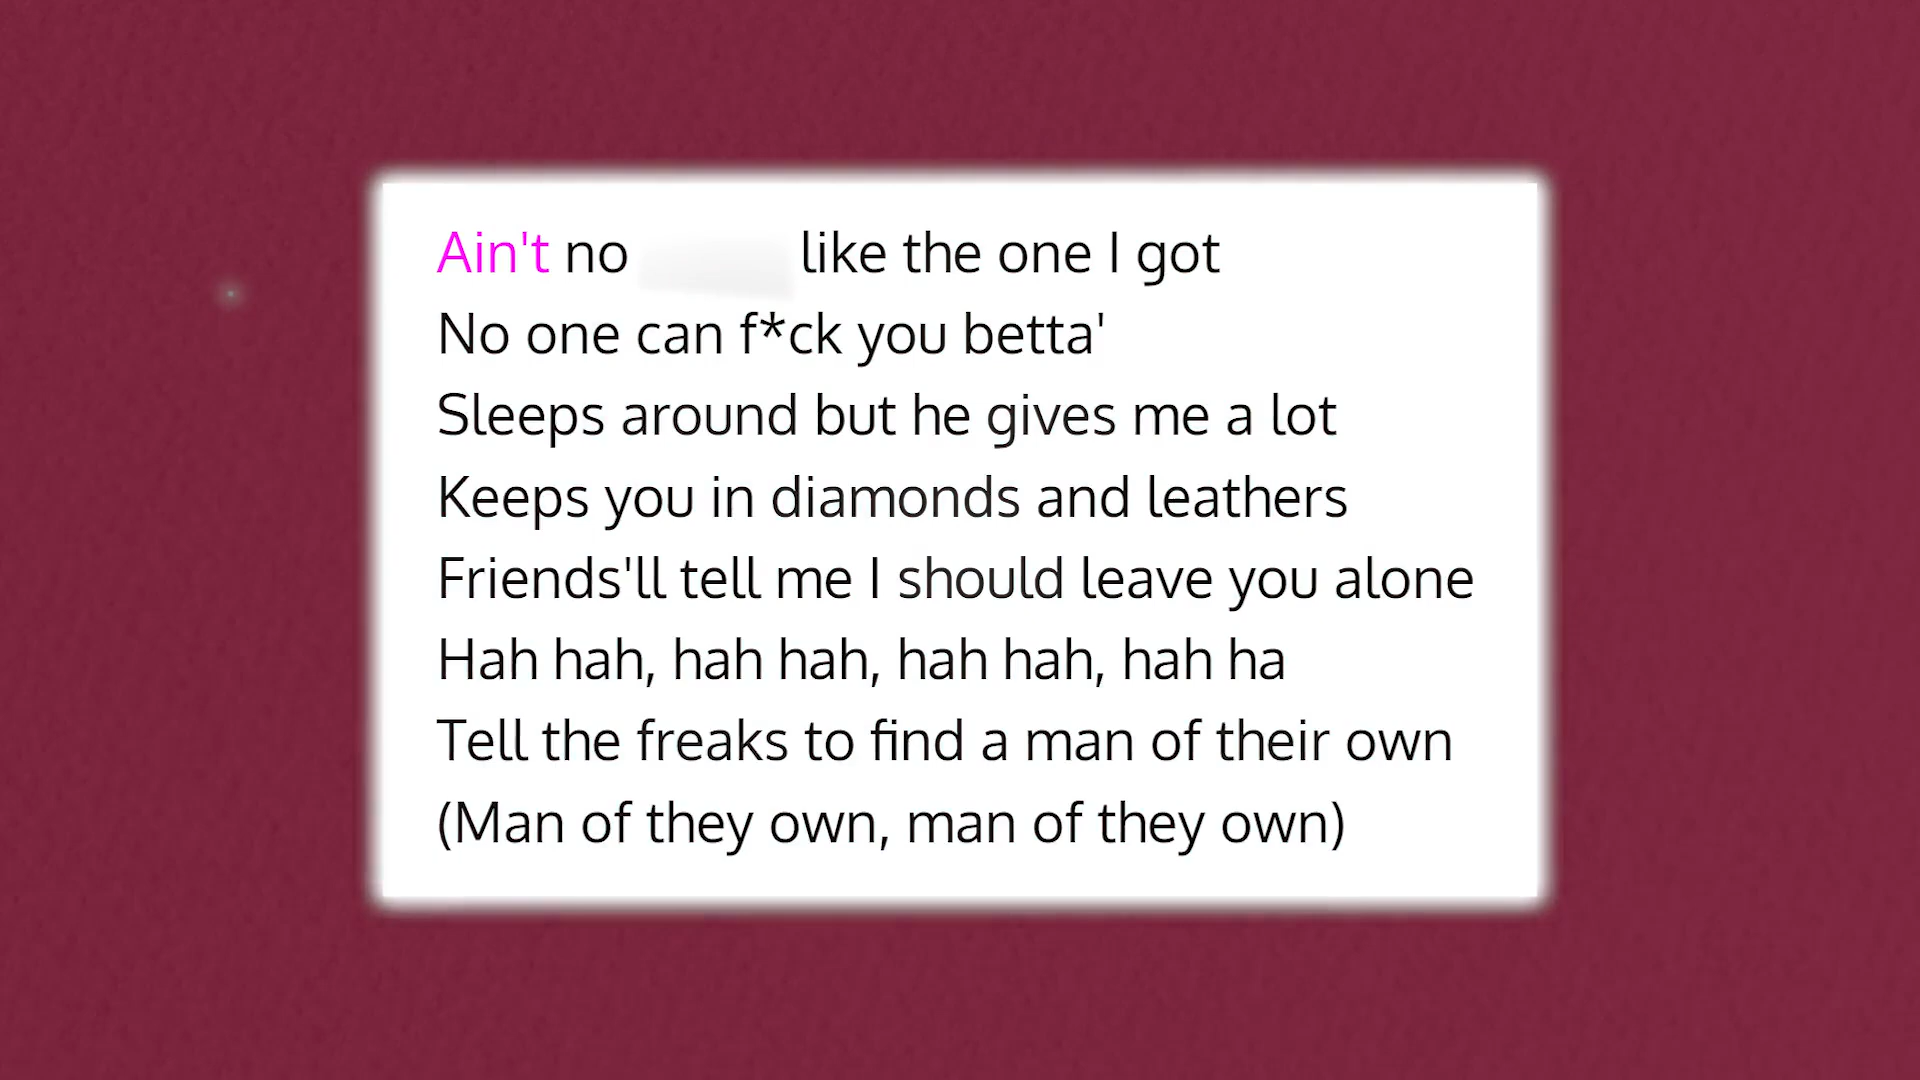 Ain't no like the one I got
No one can f*ck you betta'
Sleeps around but he gives me a lot
Keeps you in diamonds and leathers
Friends'll tell me I should leave you alone
Hah hah, hah hah, hah hah, hah ha
Tell the freaks to find a man of their own
(Man of they own, man of they own)